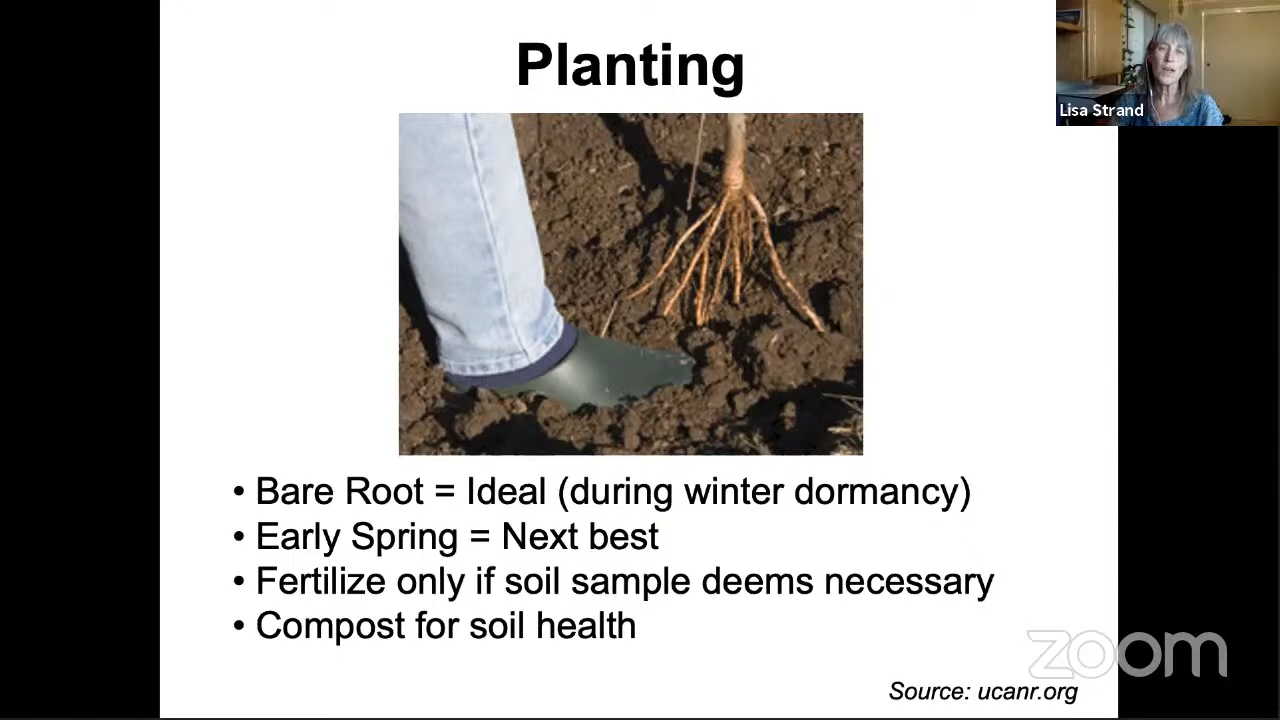 Planting
Lisa Strand
• Bare Root = Ideal (during winter dormancy)
• Early Spring = Next best
• Fertilize only if soil sample deems necessary
• Compost for soil health
zoom
Source: ucanr.org